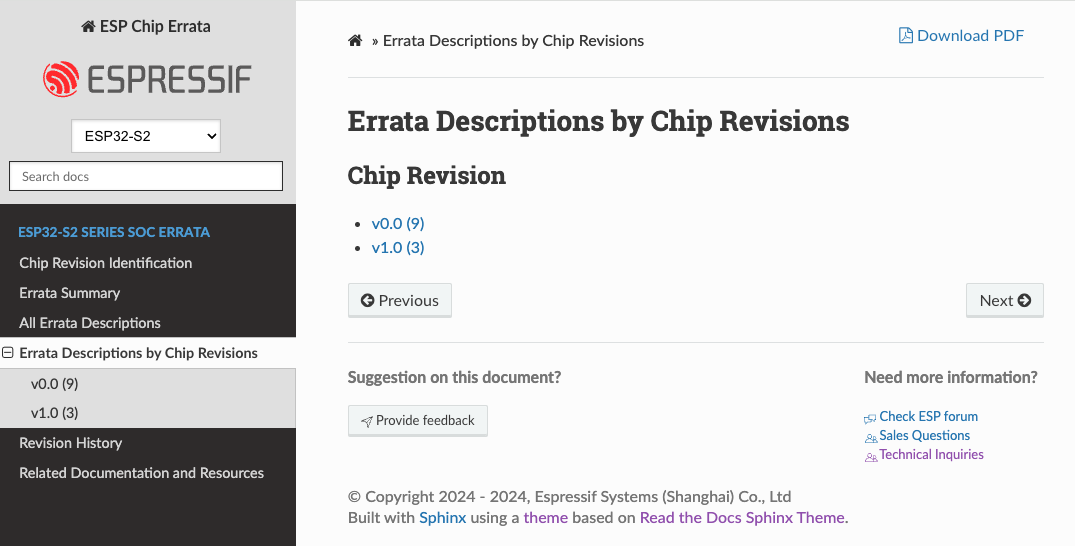 ESP Chip Errata
ESPRESSIF
ESP32-S2
Search docs
ESP32-S2 SERIES SOC ERRATA
Chip Revision Identification
Errata Summary
All Errata Descriptions
Errata Descriptions by Chip Revisions
v0.0 (9)
v1.0 (3)
Revision History
Related Documentation and Resources
» Errata Descriptions by Chip Revisions
Download PDF
Errata Descriptions by Chip Revisions
Chip Revision
• v0.0 (9)
• v1.0 (3)
Previous
Next
Suggestion on this document?
Provide feedback
Need more information?
Check ESP forum
Sales Questions
Technical Inquiries
© Copyright 2024 - 2024, Espressif Systems (Shanghai) Co., Ltd
Built with Sphinx using a theme based on Read the Docs Sphinx Theme.